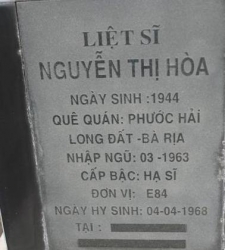 LIỆT SĨ
NGUYỄN THỊ HÒA
NGÀY SINH :1944
QUÊ QUÁN: PHƯỚC HẢI
LONG ĐẤT -BÀ RỊA
NHẬP NGŨ: 03 -1963
CẤP BẬC: HẠ SĨ
ĐƠN VỊ: E84
NGÀY HY SINH: 04-04-1968
TẠI :